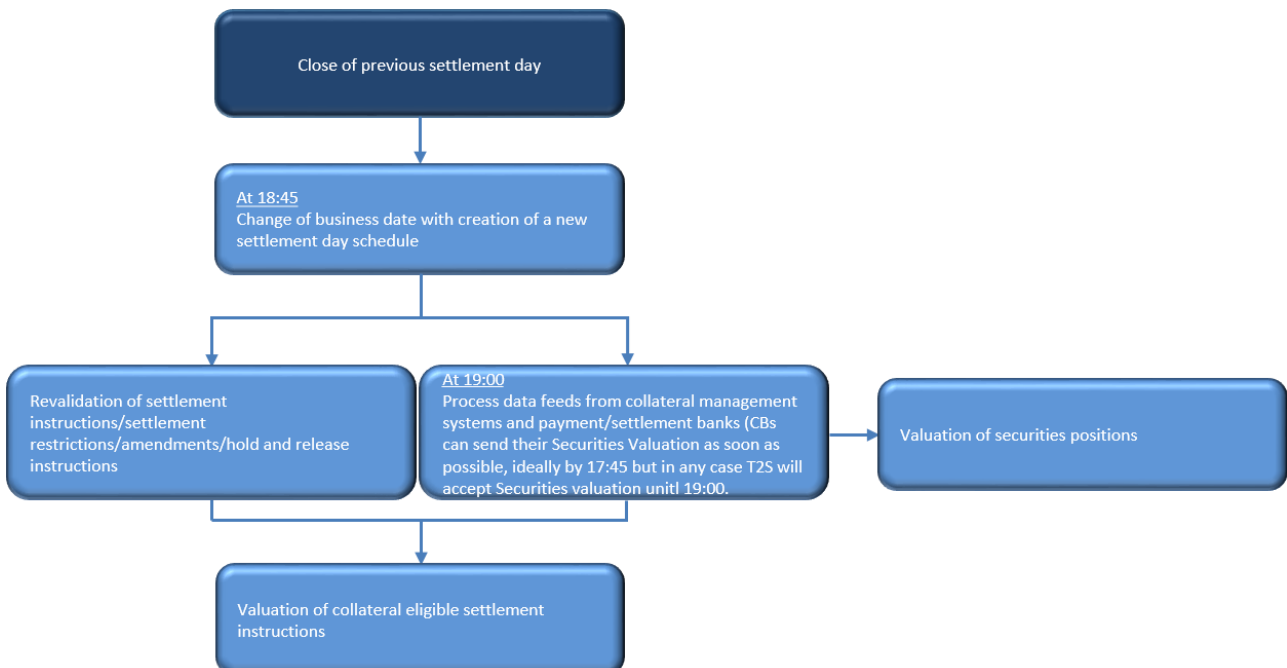 Close of previous settlement day
At 18:45
Change of business date with creation of a new
settlement day schedule
Revalidation of settlement
instructions/settlement
restrictions/amendments/hold and release
instructions
At 19:00
Process data feeds from collateral management
systems and payment/settlement banks (CBs
can send their Securities Valuation as soon as
possible, ideally by 17:45 but in any case T2S will
accept Securities valuation unitl 19:00.
Valuation of securities positions
Valuation of collateral eligible settlement
instructions